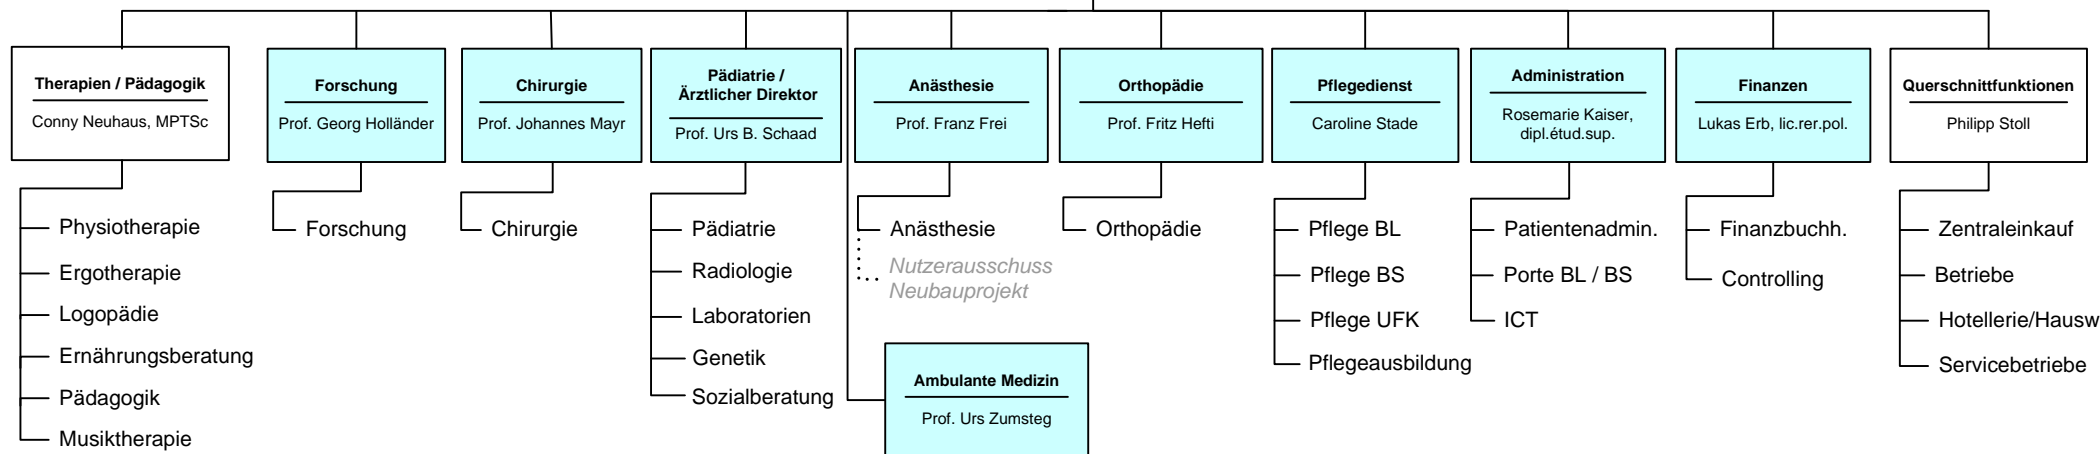 Therapien / Pädagogik
Conny Neuhaus, MPTSc
Physiotherapie
Ergotherapie
Logopädie
Ernährungsberatung
Pädagogik
Musiktherapie
Forschung
Prof. Georg Holländer
Forschung
Chirurgie
Prof. Johannes Mayr
Chirurgie
Pädiatrie /
Ärztlicher Direktor
Prof. Urs B. Schaad
Pädiatrie
Radiologie
Laboratorien
Genetik
Sozialberatung
Anästhesie
Prof. Franz Frei
Anästhesie
Nutzerausschuss
Neubauprojekt
Ambulante Medizin
Prof. Urs Zumsteg
Orthopädie
Prof. Fritz Hefti
Orthopädie
Pflegedienst
Caroline Stade
Pflege BL
Pflege BS
Pflege UFK
Pflegeausbildung
Administration
Rosemarie Kaiser,
dipl.étud.sup.
Patientenadmin.
Porte BL / BS
ICT
Finanzen
Lukas Erb, lic.rer.pol.
Finanzbuchh.
Controlling
Querschnittfunktionen
Philipp Stoll
Zentraleinkauf
Betriebe
Hotellerie/Hausw
Servicebetriebe